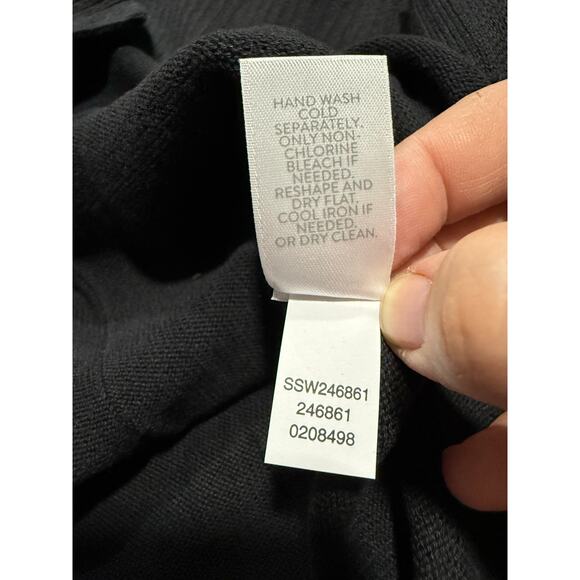 HAND WASH
COLD
SEPARATELY.
ONLY NON-
CHLORINE
BLEACH IF
NEEDED.
RESHAPE AND
DRY FLAT.
COOL IRON IF
NEEDED.
OR DRY CLEAN.
SSW246861
246861
0208498